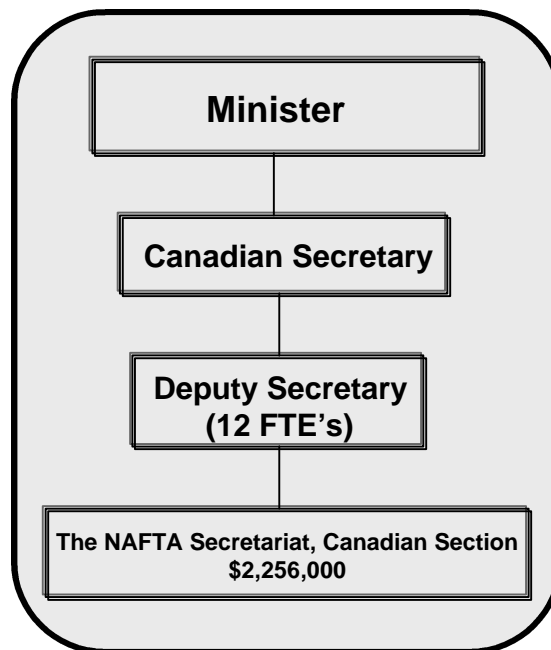 Minister
Canadian Secretary
Deputy Secretary
(12 FTE’s)
The NAFTA Secretariat, Canadian Section
$2,256,000